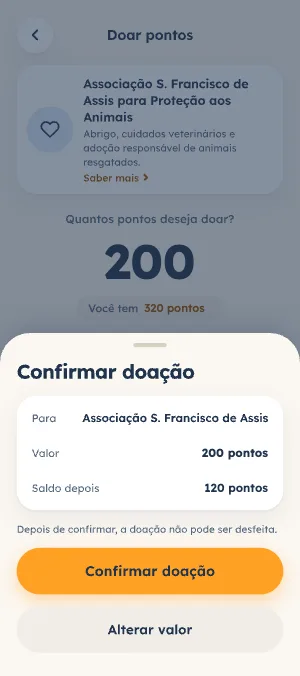 Doar pontos
Associação S. Francisco de
Assis para Proteção aos
Animais
Abrigo, cuidados veterinários e
adoção responsável de animais
resgatados.
Saber mais
Quantos pontos deseja doar?
200
Você tem 320 pontos
Confirmar doação
Para Associação S. Francisco de Assis
Valor 200 pontos
Saldo depois 120 pontos
Depois de confirmar, a doação não pode ser desfeita.
Confirmar doação
Alterar valor